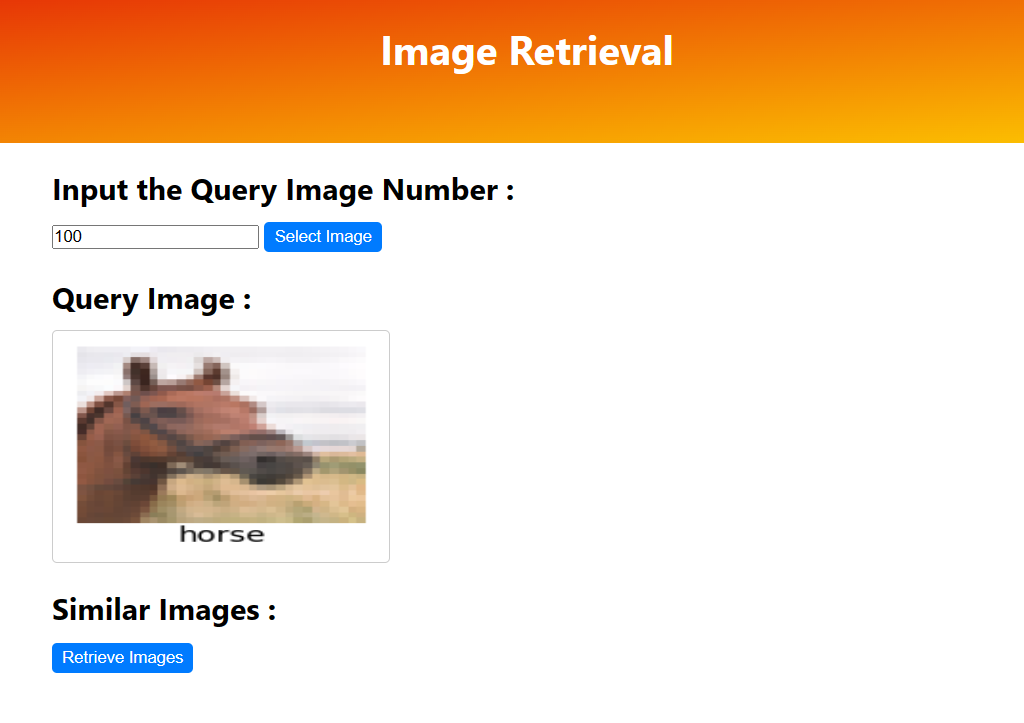 Image Retrieval
Input the Query Image Number :
100 Select Image
Query Image :
horse
Similar Images :
Retrieve Images